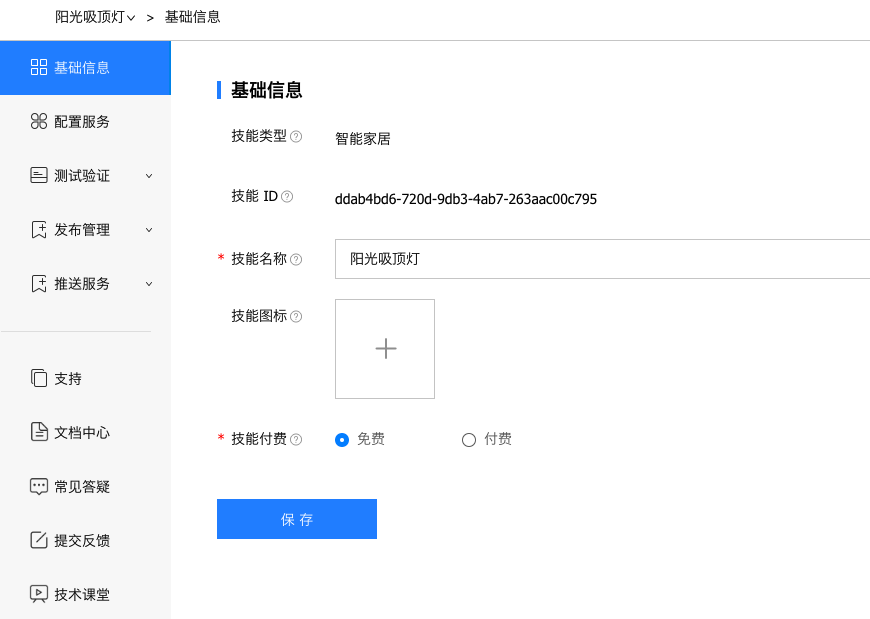 阳光吸顶灯 > 基础信息
基础信息
配置服务
测试验证
发布管理
推送服务
支持
文档中心
常见答疑
提交反馈
技术课堂
基础信息
技能类型 ? 智能家居
技能 ID ? ddab4bd6-720d-9db3-4ab7-263aac00c795
* 技能名称 ? 阳光吸顶灯
技能图标 ?
* 技能付费 ? 免费 付费
保 存